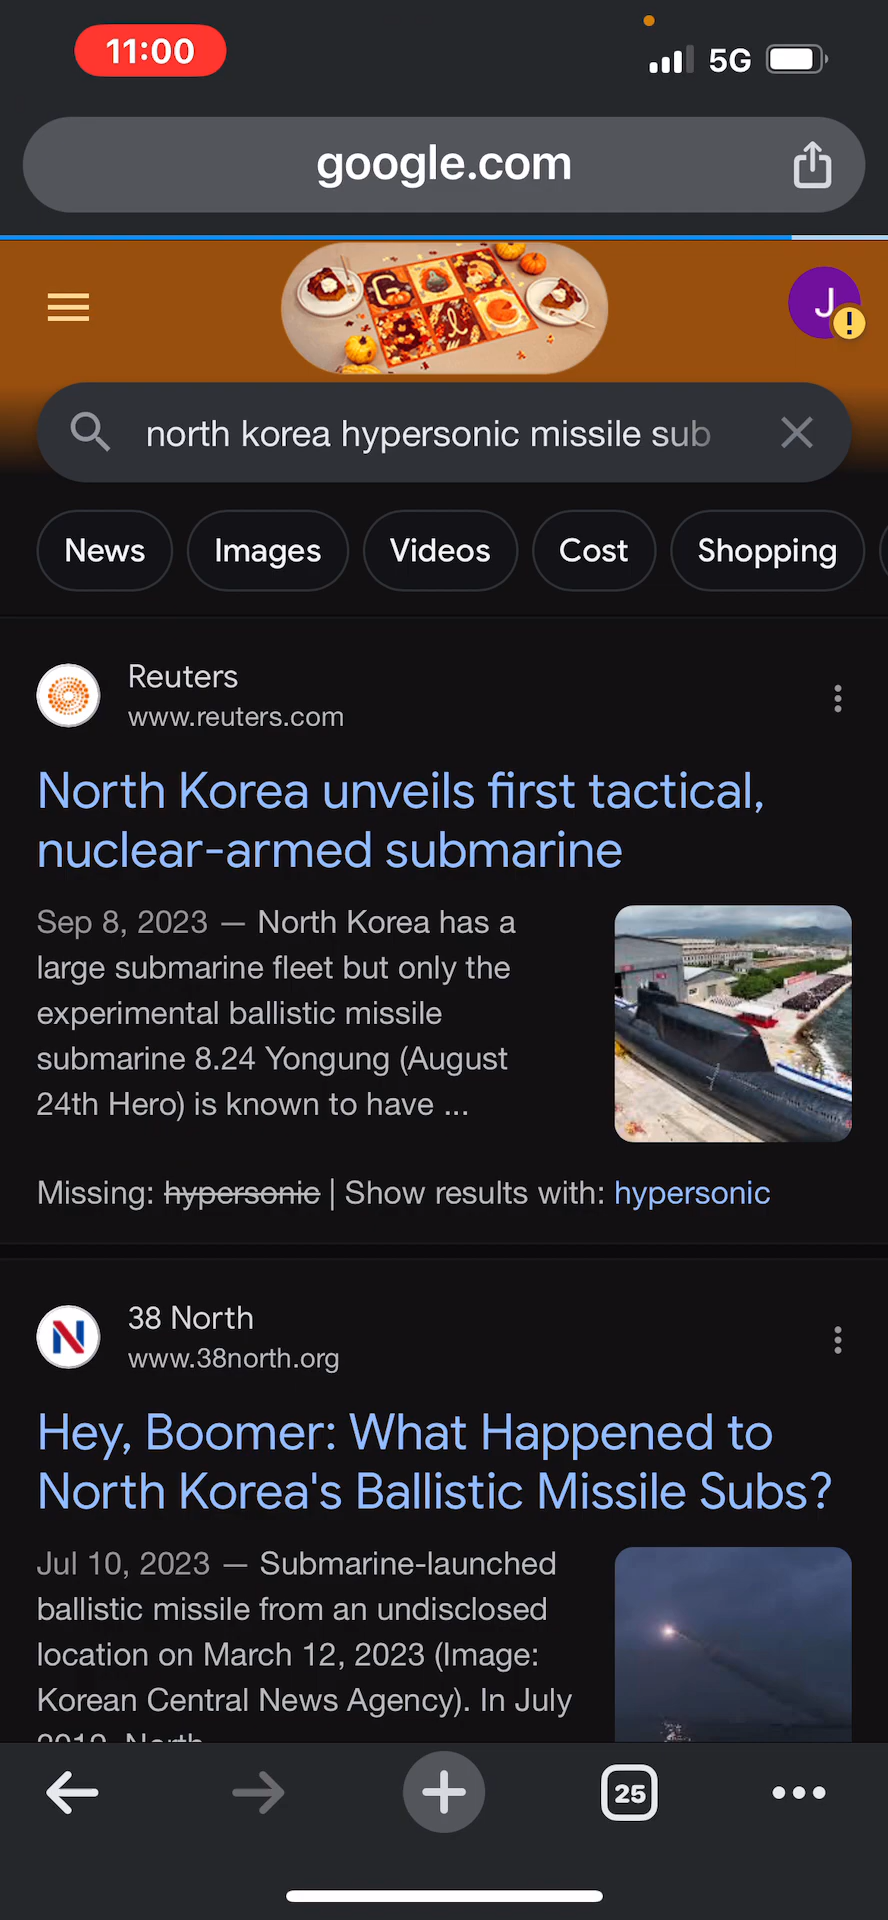 11:00
5G
google.com
J
north korea hypersonic missile sub
News
Images
Videos
Cost
Shopping
Reuters
www.reuters.com
North Korea unveils first tactical,
nuclear-armed submarine
Sep 8, 2023 — North Korea has a
large submarine fleet but only the
experimental ballistic missile
submarine 8.24 Yongung (August
24th Hero) is known to have ...
Missing: hypersonic | Show results with: hypersonic
38 North
www.38north.org
Hey, Boomer: What Happened to
North Korea's Ballistic Missile Subs?
Jul 10, 2023 — Submarine-launched
ballistic missile from an undisclosed
location on March 12, 2023 (Image:
Korean Central News Agency). In July
25